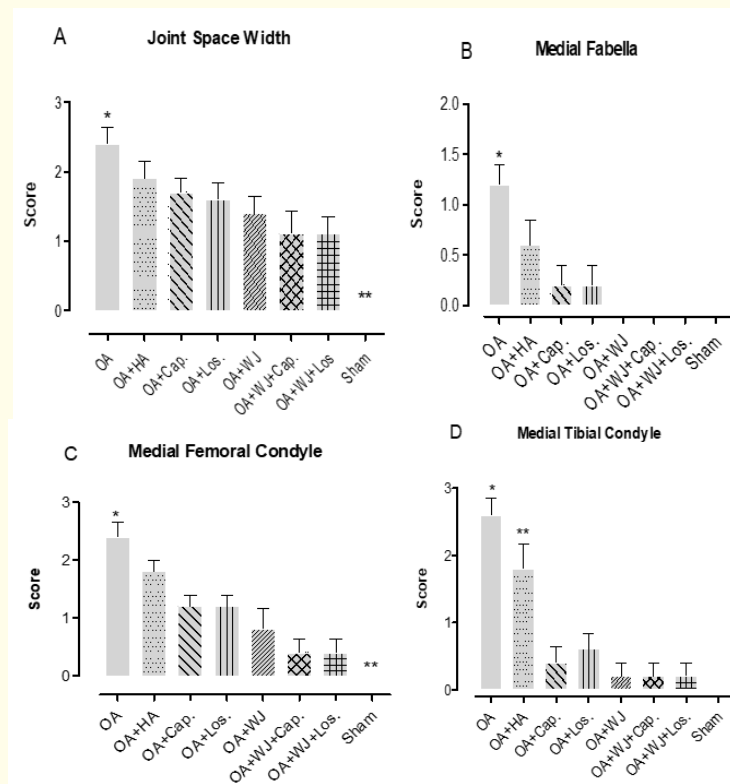 A
Joint Space Width
Score
3
2
1
0
*
**
OA
OA+HA
OA+Cap.
OA+Los.
OA+WJ
OA+WJ+Cap.
OA+WJ+Los
Sham
B
Medial Fabella
Score
2.0
1.5
1.0
0.5
0.0
*
OA
OA+HA
OA+Cap.
OA+Los.
OA+WJ
OA+WJ+Cap.
OA+WJ+Los.
Sham
C
Medial Femoral Condyle
Score
3
2
1
0
*
**
OA
OA+HA
OA+Cap.
OA+Los.
OA+WJ
OA+WJ+Cap.
OA+WJ+Los.
Sham
D
Medial Tibial Condyle
Score
3
2
1
0
*
**
OA
OA+HA
OA+Cap.
OA+Los.
OA+WJ
OA+WJ+Cap.
OA+WJ+Los.
Sham